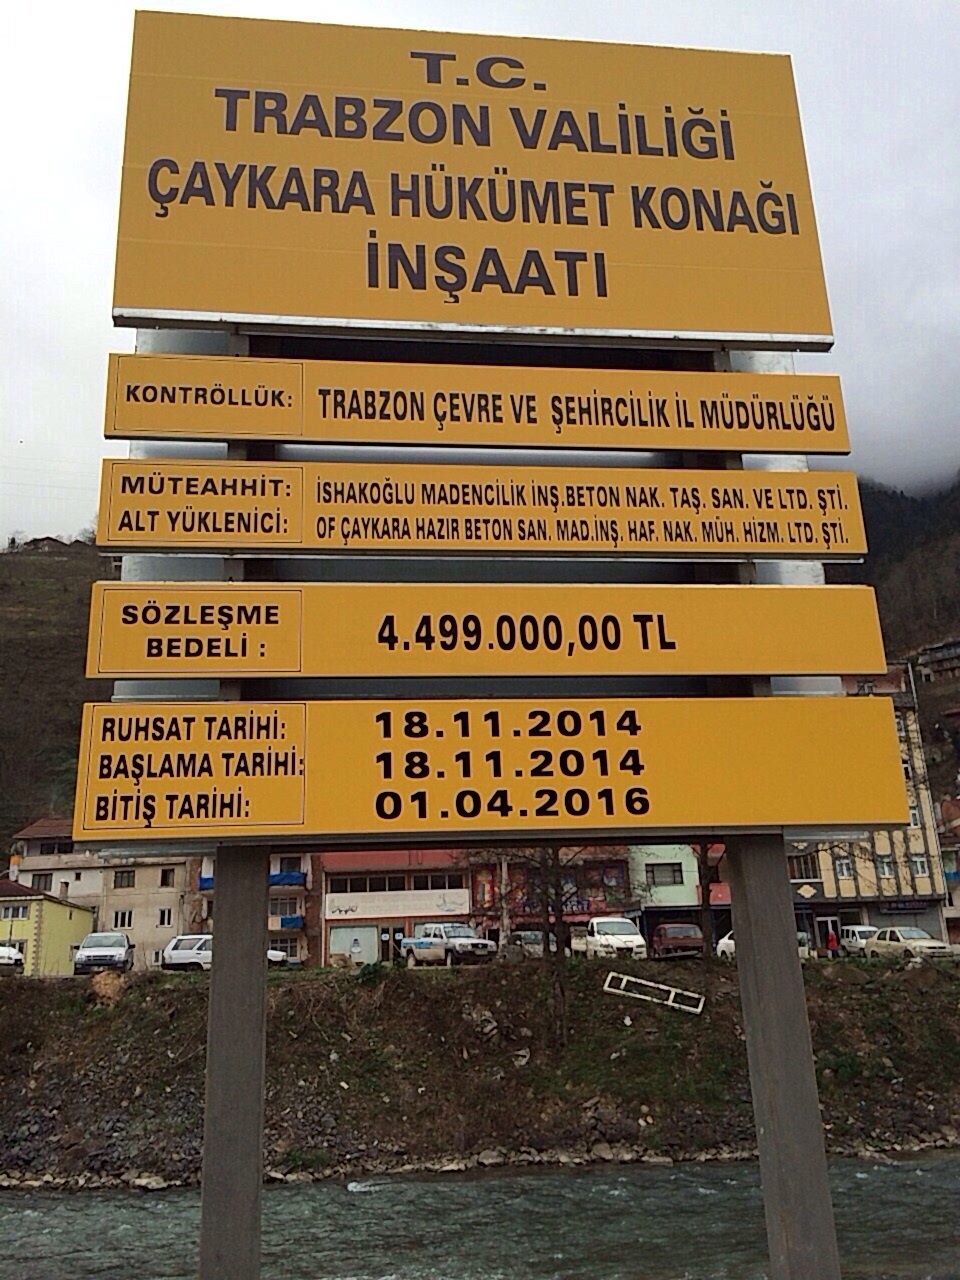 T.C.
TRABZON VALİLİĞİ
ÇAYKARA HÜKÜMET KONAĞI
İNŞAATI
KONTRÖLLÜK: TRABZON ÇEVRE VE ŞEHİRCİLİK İL MÜDÜRLÜĞÜ
MÜTEAHHİT: İSHAKOĞLU MADENCİLİK İNŞ.BETON NAK. TAŞ. SAN. VE LTD. ŞTİ.
ALT YÜKLENİCİ: OF ÇAYKARA HAZIR BETON SAN. MAD.İNŞ. HAF. NAK. MÜH. HİZM. LTD. ŞTİ.
SÖZLEŞME
BEDELİ : 4.499.000,00 TL
RUHSAT TARİHİ: 18.11.2014
BAŞLAMA TARİHİ: 18.11.2014
BİTİŞ TARİHİ: 01.04.2016